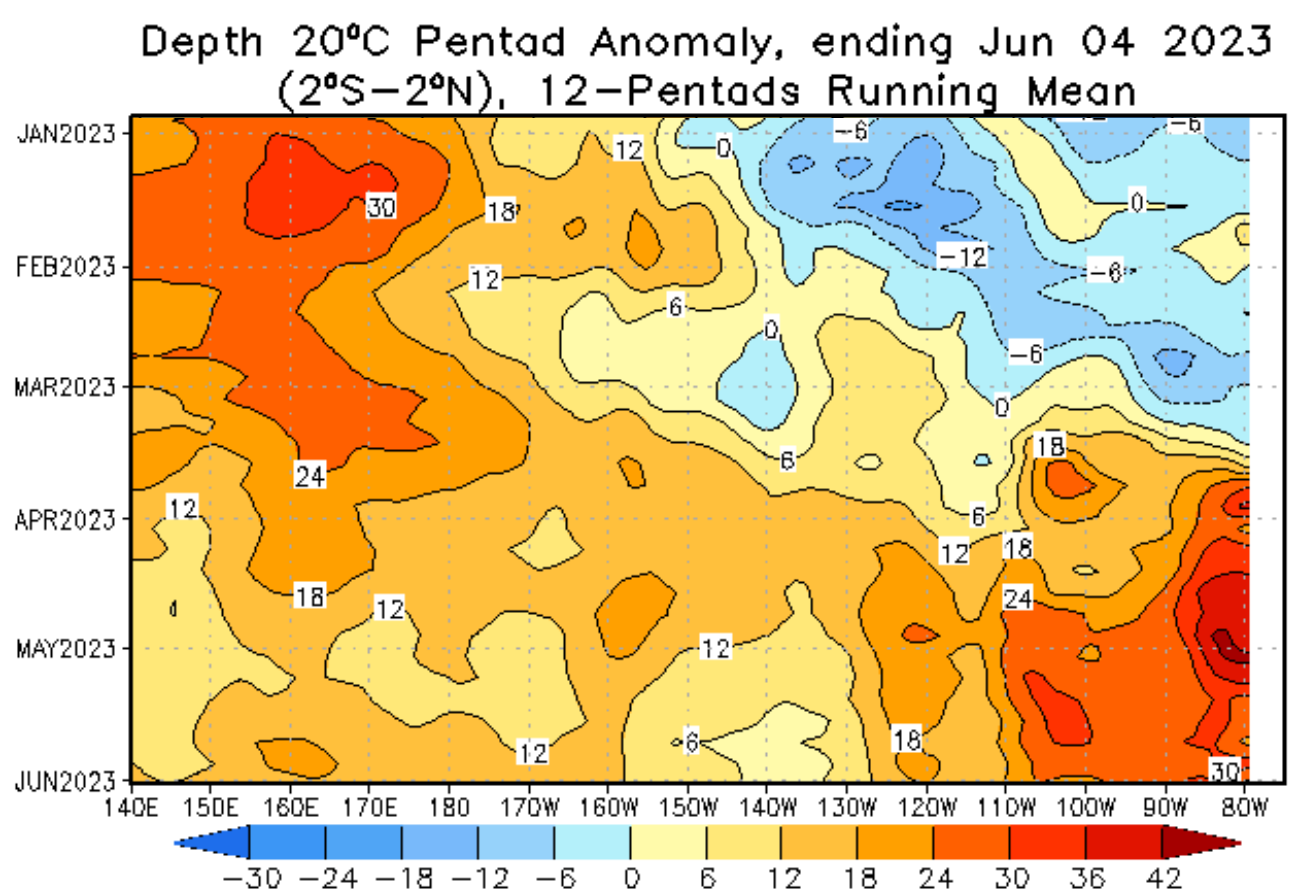 Depth 20°C Pentad Anomaly, ending Jun 04 2023
(2°S−2°N), 12−Pentads Running Mean
JAN2023
FEB2023
MAR2023
APR2023
MAY2023
JUN2023
−6
−6
12
0
30
18
0
−12
−6
12
6
0
−6
0
18
6
24
12
6
12
18
18
24
12
12
6
18
12
30
140E 150E 160E 170E 180 170W 160W 150W 140W 130W 120W 110W 100W 90W 80W
−30 −24 −18 −12 −6 0 6 12 18 24 30 36 42